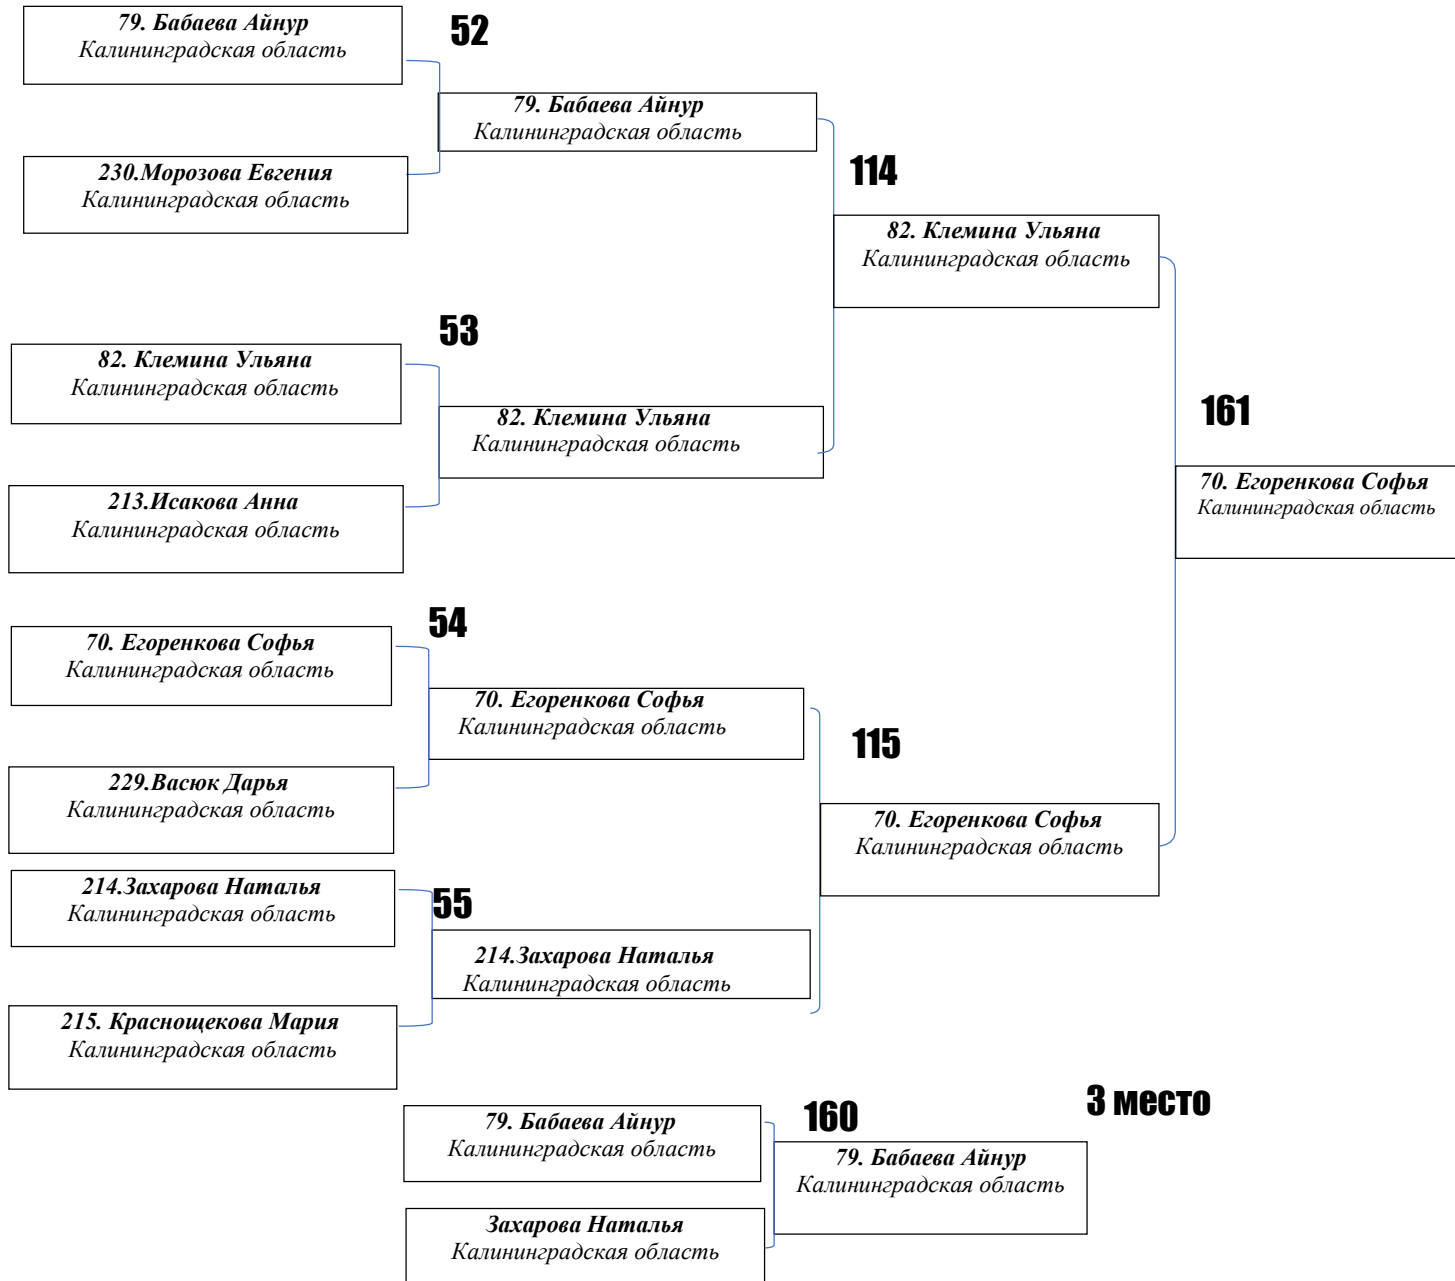 79. Бабаева Айнур
Калининградская область
52
79. Бабаева Айнур
Калининградская область
230.Морозова Евгения
Калининградская область
114
82. Клемина Ульяна
Калининградская область
53
82. Клемина Ульяна
Калининградская область
82. Клемина Ульяна
Калининградская область
161
213.Исакова Анна
Калининградская область
70. Егоренкова Софья
Калининградская область
54
70. Егоренкова Софья
Калининградская область
70. Егоренкова Софья
Калининградская область
115
229.Васюк Дарья
Калининградская область
70. Егоренкова Софья
Калининградская область
214.Захарова Наталья
Калининградская область
55
214.Захарова Наталья
Калининградская область
215. Краснощекова Мария
Калининградская область
3 место
79. Бабаева Айнур
Калининградская область
160
79. Бабаева Айнур
Калининградская область
Захарова Наталья
Калининградская область